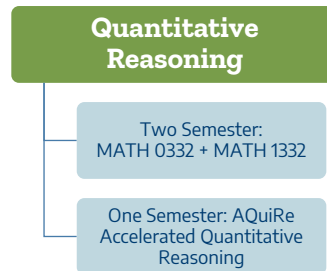 Quantitative
Reasoning
Two Semester:
MATH 0332 + MATH 1332
One Semester: AQuiRe
Accelerated Quantitative
Reasoning